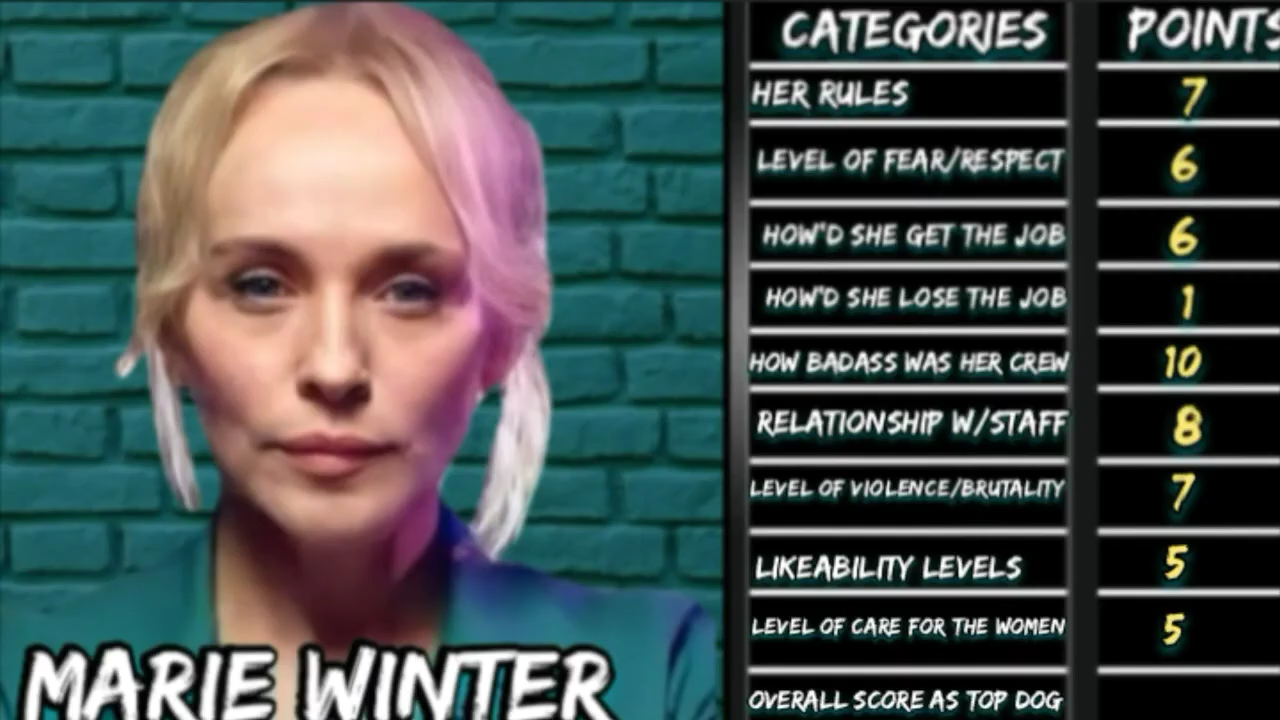 CATEGORIES POINTS
HER RULES 7
LEVEL OF FEAR/RESPECT 6
HOW'D SHE GET THE JOB 6
HOW'D SHE LOSE THE JOB 1
HOW BADASS WAS HER CREW 10
RELATIONSHIP W/STAFF 8
LEVEL OF VIOLENCE/BRUTALITY 7
LIKEABILITY LEVELS 5
LEVEL OF CARE FOR THE WOMEN 5
OVERALL SCORE AS TOP DOG
MARIE WINTER